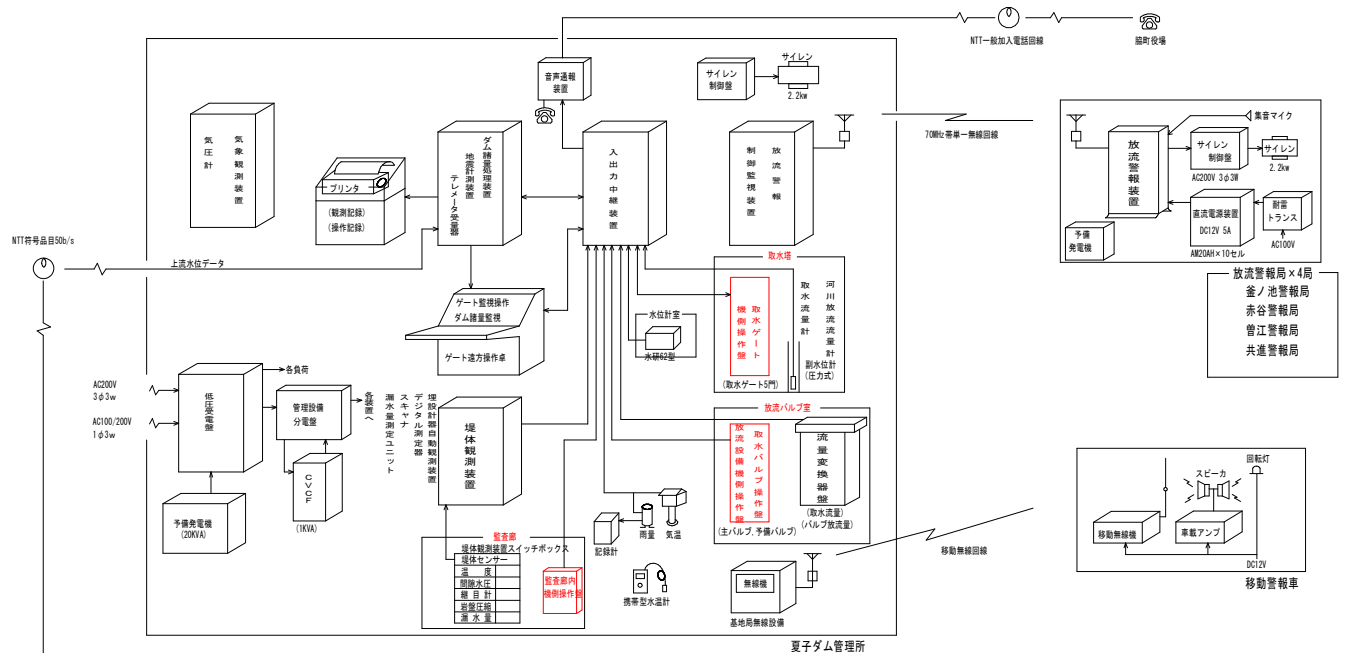 NTT一般加入電話回線
脇町役場
音声通報
装置
サイレン
制御盤
サイレン
2.2kw
気圧計
気象観測装置
プリンタ
(観測記録)
(操作記録)
ダム諸量処理装置
地震計測装置
テレメータ受量器
入出力中継装置
放流警報
制御監視装置
70MHz帯単一無線回線
集音マイク
放流警報装置
サイレン
制御盤
サイレン
2.2kw
AC200V 3φ3W
直流電源装置
DC12V 5A
AM20AH×10セル
耐雷
トランス
AC100V
予備
発電機
放流警報局×4局
釜ノ池警報局
赤谷警報局
曽江警報局
共進警報局
NTT符号品目50b/s
上流水位データ
ゲート監視操作
ダム諸量監視
ゲート遠方操作卓
水位計室
水研62型
取水塔
取水ゲート
機側操作盤
(取水ゲート5門)
取水流量計
河川放流流量計
副水位計
(圧力式)
AC200V
3φ3w
AC100/200V
1φ3w
低圧受電盤
各負荷
管理設備
分電盤
各装置へ
CVCF
(1KVA)
予備発電機
(20KVA)
埋設計器自動観測装置
デジタル測定器
スキャナ
漏水量測定ユニット
堤体観測装置
放流バルブ室
取水バルブ操作盤
放流設備機側操作盤
(主バルブ,予備バルブ)
流量変換器盤
(取水流量)
(バルブ放流量)
監査廊
堤体観測装置スイッチボックス
堤体センサー
温度
間隙水圧
継目計
岩盤圧縮
漏水量
監査廊内
機側操作盤
記録計
雨量
気温
携帯型水温計
無線機
基地局無線設備
移動無線回線
回転灯
スピーカ
移動無線機
車載アンプ
DC12V
移動警報車
夏子ダム管理所